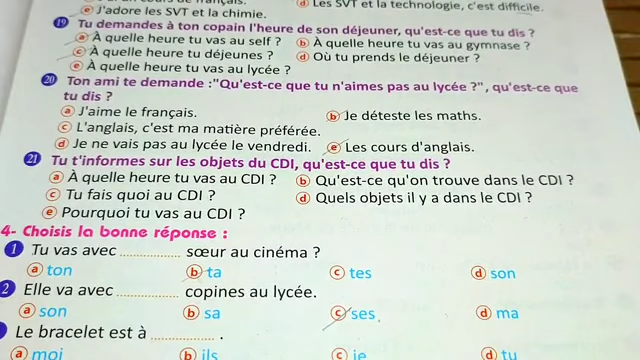 ⓔ J'adore les SVT et la chimie.
ⓓ Les SVT et la technologie, c'est difficile.
19 Tu demandes à ton copain l'heure de son déjeuner, qu'est-ce que tu dis ?
ⓐ À quelle heure tu vas au self ? ⓑ À quelle heure tu vas au gymnase ?
ⓒ À quelle heure tu déjeunes ? ⓓ Où tu prends le déjeuner ?
ⓔ À quelle heure tu vas au lycée ?
20 Ton ami te demande :"Qu'est-ce que tu n'aimes pas au lycée ?", qu'est-ce que
tu dis ?
ⓐ J'aime le français. ⓑ Je déteste les maths.
ⓒ L'anglais, c'est ma matière préférée.
ⓓ Je ne vais pas au lycée le vendredi. ⓔ Les cours d'anglais.
21 Tu t'informes sur les objets du CDI, qu'est-ce que tu dis ?
ⓐ À quelle heure tu vas au CDI ? ⓑ Qu'est-ce qu'on trouve dans le CDI ?
ⓒ Tu fais quoi au CDI ? ⓓ Quels objets il y a dans le CDI ?
ⓔ Pourquoi tu vas au CDI ?
4- Choisis la bonne réponse :
1 Tu vas avec .............. sœur au cinéma ?
ⓐ ton ⓑ ta ⓒ tes ⓓ son
2 Elle va avec .............. copines au lycée.
ⓐ son ⓑ sa ⓒ ses ⓓ ma
Le bracelet est à .............. .
ⓐ moi ⓑ ils ⓒ je ⓓ tu